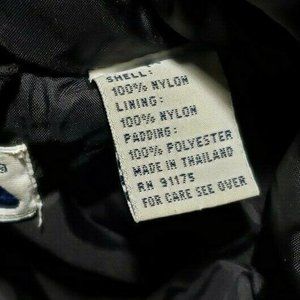 SHELL:
100% NYLON
LINING:
100% NYLON
PADDING:
100% POLYESTER
MADE IN THAILAND
RN 91175
FOR CARE SEE OVER